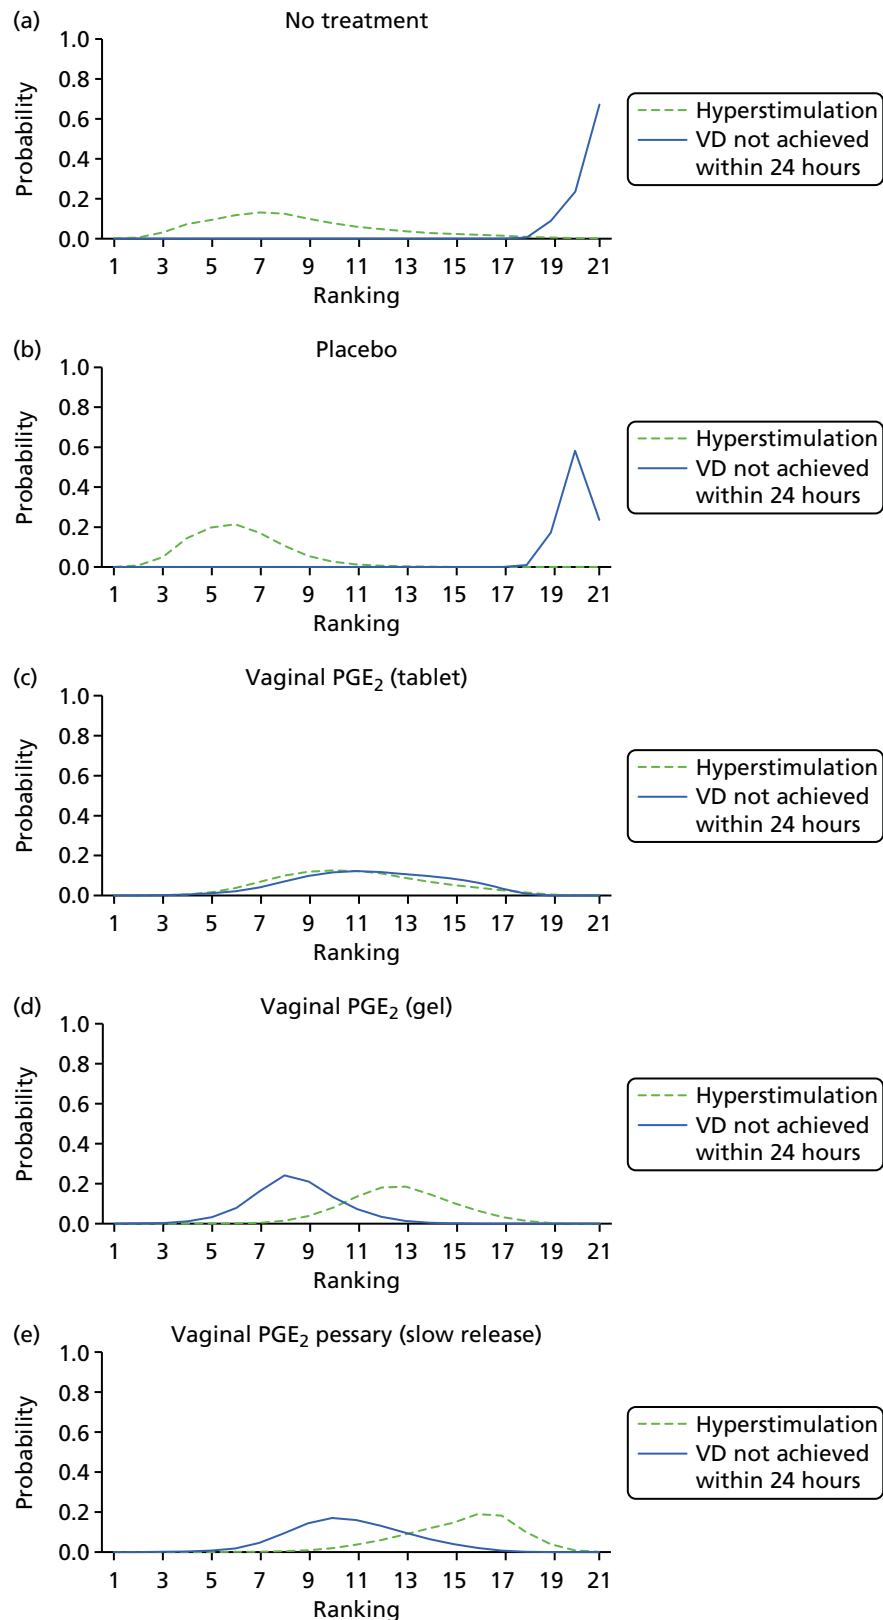 (a)
No treatment
1.0
0.8
0.6
0.4
0.2
0.0
Probability
1 3 5 7 9 11 13 15 17 19 21
Ranking
Hyperstimulation
VD not achieved
within 24 hours
(b)
Placebo
1.0
0.8
0.6
0.4
0.2
0.0
Probability
1 3 5 7 9 11 13 15 17 19 21
Ranking
Hyperstimulation
VD not achieved
within 24 hours
(c)
Vaginal PGE₂ (tablet)
1.0
0.8
0.6
0.4
0.2
0.0
Probability
1 3 5 7 9 11 13 15 17 19 21
Ranking
Hyperstimulation
VD not achieved
within 24 hours
(d)
Vaginal PGE₂ (gel)
1.0
0.8
0.6
0.4
0.2
0.0
Probability
1 3 5 7 9 11 13 15 17 19 21
Ranking
Hyperstimulation
VD not achieved
within 24 hours
(e)
Vaginal PGE₂ pessary (slow release)
1.0
0.8
0.6
0.4
0.2
0.0
Probability
1 3 5 7 9 11 13 15 17 19 21
Ranking
Hyperstimulation
VD not achieved
within 24 hours